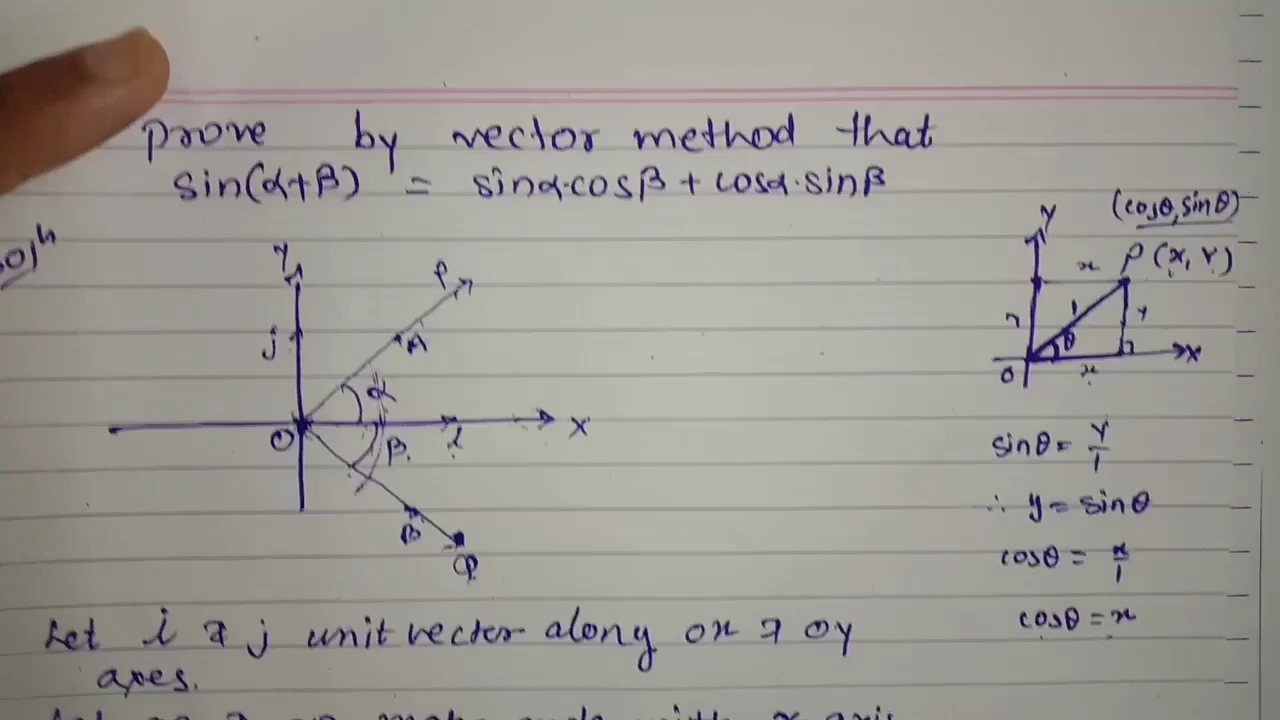 prove by vector method that
sin(α+β) = sinα.cosβ + cosα.sinβ
sol^n
Y
P
j
A
α
O
β.
i
X
B
Q
Y
(cosθ, sinθ)
P (x, Y)
x
1
Y
θ
O
x
X
sinθ = Y/1
∴ y = sinθ
cosθ = x/1
cosθ = x
Let i & j unit vector along ox & oy
axes.